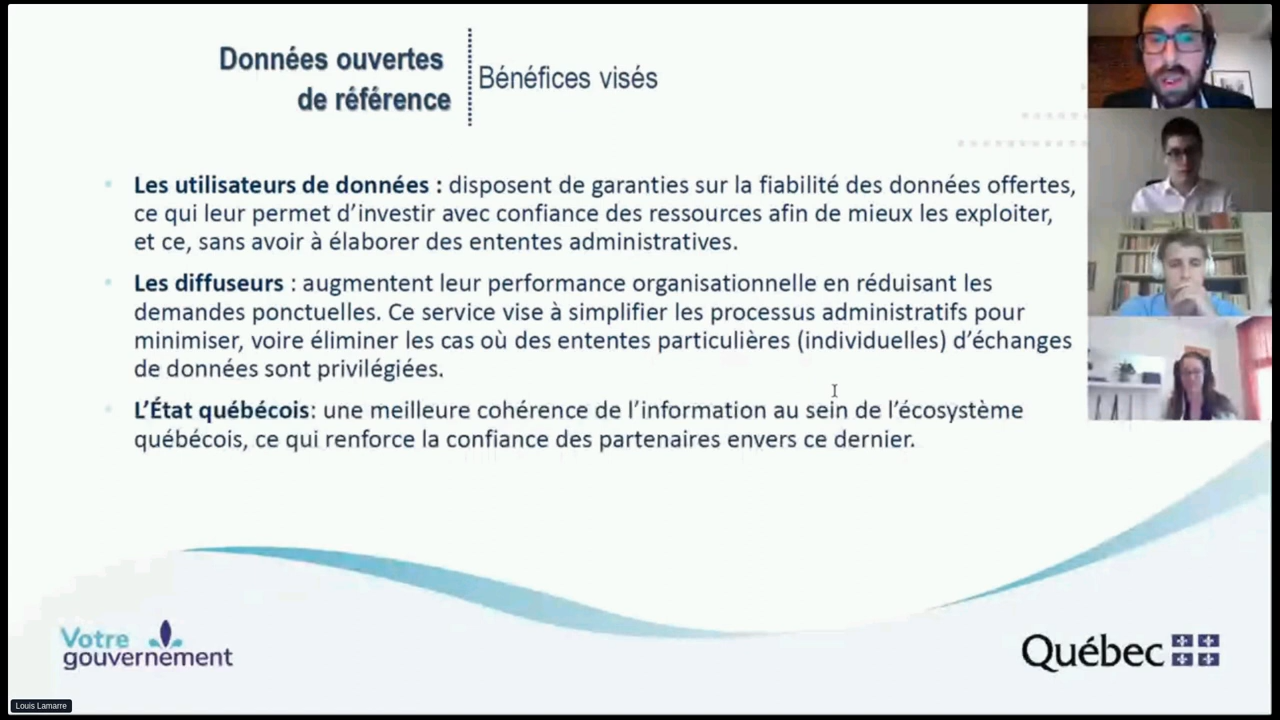 Données ouvertes
de référence
Bénéfices visés
Les utilisateurs de données : disposent de garanties sur la fiabilité des données offertes,
ce qui leur permet d’investir avec confiance des ressources afin de mieux les exploiter,
et ce, sans avoir à élaborer des ententes administratives.
Les diffuseurs : augmentent leur performance organisationnelle en réduisant les
demandes ponctuelles. Ce service vise à simplifier les processus administratifs pour
minimiser, voire éliminer les cas où des ententes particulières (individuelles) d’échanges
de données sont privilégiées.
L’État québécois: une meilleure cohérence de l’information au sein de l’écosystème
québécois, ce qui renforce la confiance des partenaires envers ce dernier.
Votre
gouvernement
Québec
Louis Lamarre